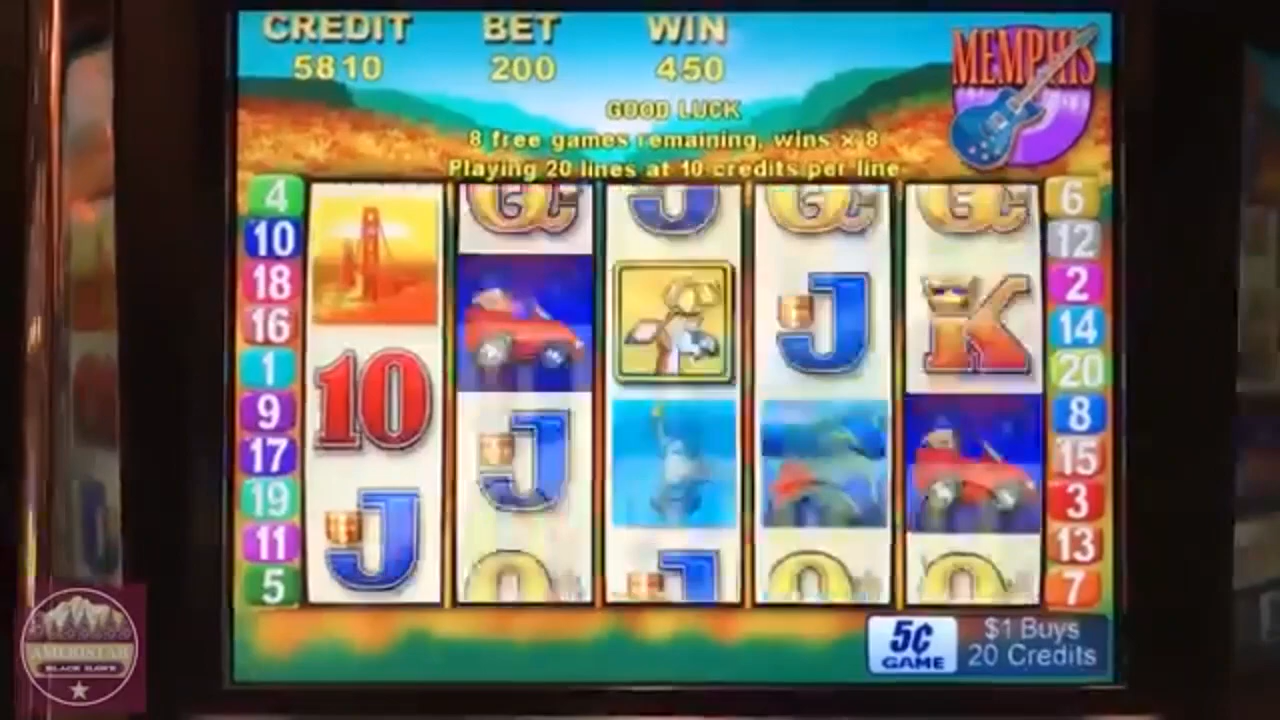 CREDIT BET WIN
5810 200 450
MEMPHIS
GOOD LUCK
8 free games remaining, wins x 8
Playing 20 lines at 10 credits per line
4 6
10 12
18 2
16 14
1 20
9 8
17 15
19 3
11 13
5 7
Q J Q Q
J K
10
J
J
Q J Q Q
5¢ GAME
$1 Buys
20 Credits
AMERISTAR
BLACK HAWK